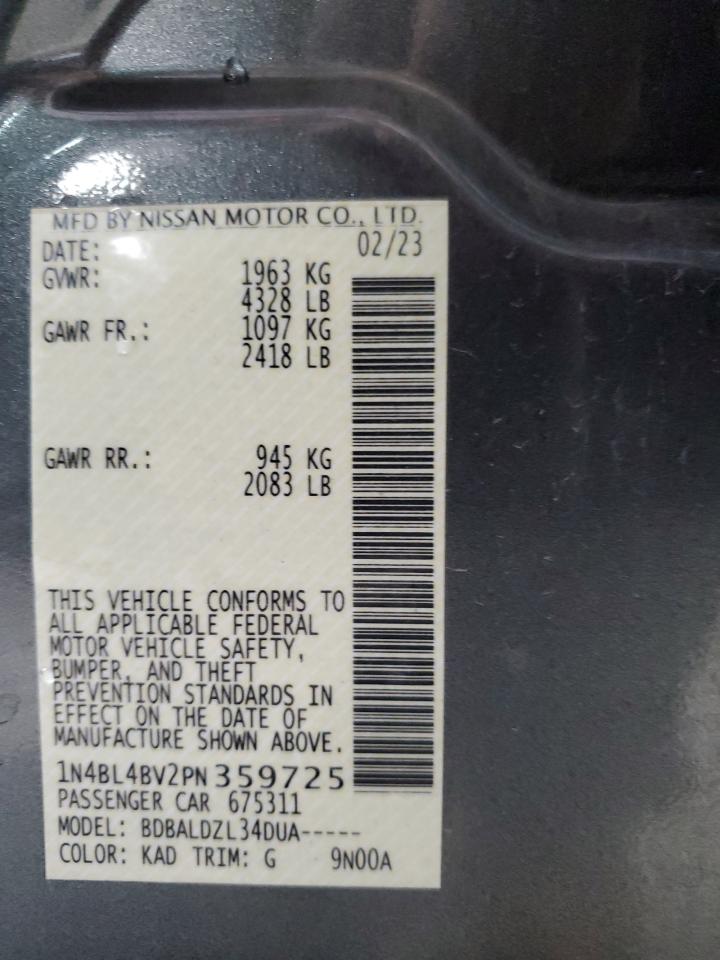 MFD BY NISSAN MOTOR CO., LTD.
DATE: 02/23
GVWR: 1963 KG
4328 LB
GAWR FR.: 1097 KG
2418 LB
GAWR RR.: 945 KG
2083 LB
THIS VEHICLE CONFORMS TO
ALL APPLICABLE FEDERAL
MOTOR VEHICLE SAFETY,
BUMPER, AND THEFT
PREVENTION STANDARDS IN
EFFECT ON THE DATE OF
MANUFACTURE SHOWN ABOVE.
1N4BL4BV2PN359725
PASSENGER CAR 675311
MODEL: BDBALDZL34DUA-----
COLOR: KAD TRIM: G 9N00A